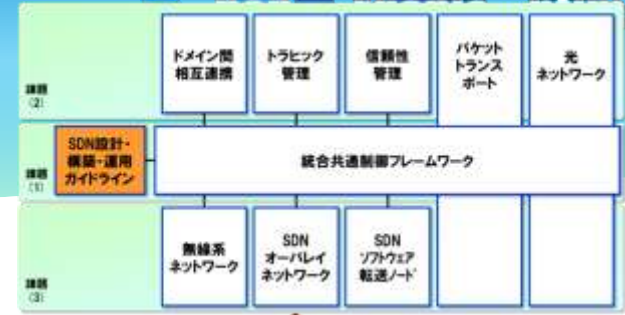 ドメイン間
相互連携
トラヒック
管理
信頼性
管理
パケット
トランス
ポート
光
ネットワーク
課題
(2)
SDN設計・
構築・運用
ガイドライン
統合共通制御フレームワーク
課題
(1)
無線系
ネットワーク
SDN
オーバレイ
ネットワーク
SDN
ソフトウェア
転送ノード
課題
(3)